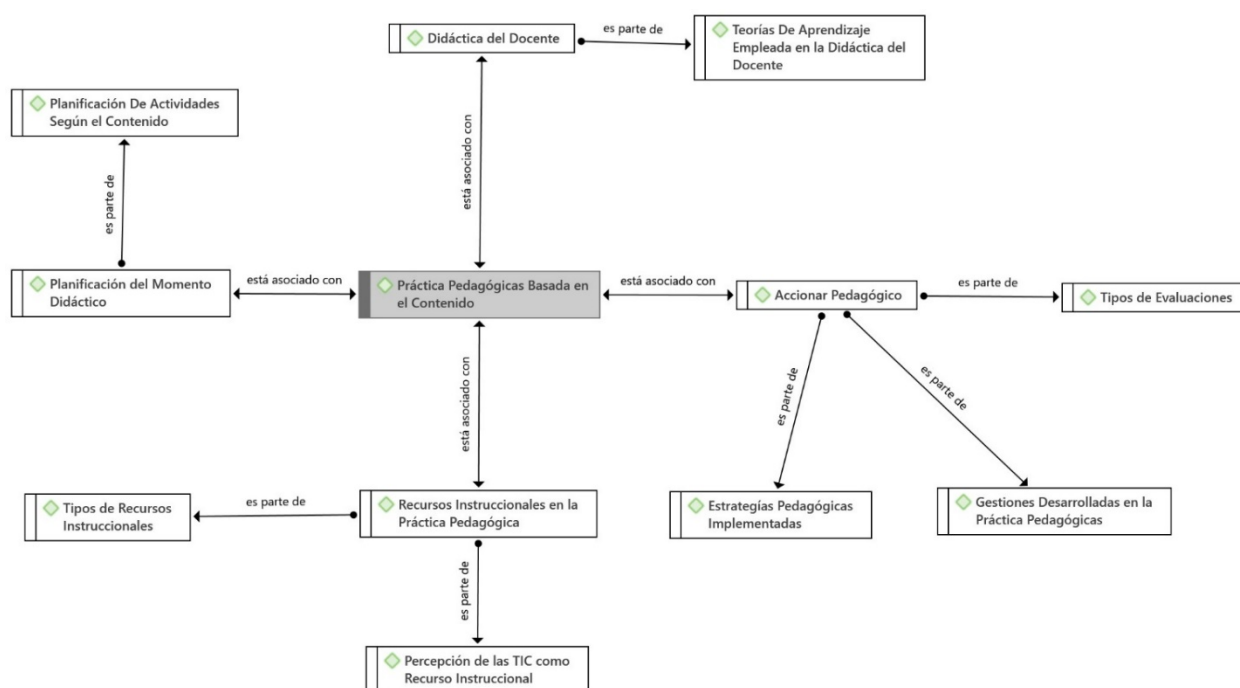 Didáctica del Docente
es parte de
Teorías De Aprendizaje
Empleada en la Didáctica del
Docente
Planificación De Actividades
Según el Contenido
está asociado con
es parte de
Planificación del Momento
Didáctico
está asociado con
Práctica Pedagógicas Basada en
el Contenido
está asociado con
Accionar Pedagógico
es parte de
Tipos de Evaluaciones
está asociado con
es parte de
es parte de
Tipos de Recursos
Instruccionales
es parte de
Recursos Instruccionales en la
Práctica Pedagógica
Estrategías Pedagógicas
Implementadas
Gestiones Desarrolladas en la
Práctica Pedagógicas
es parte de
Percepción de las TIC como
Recurso Instruccional